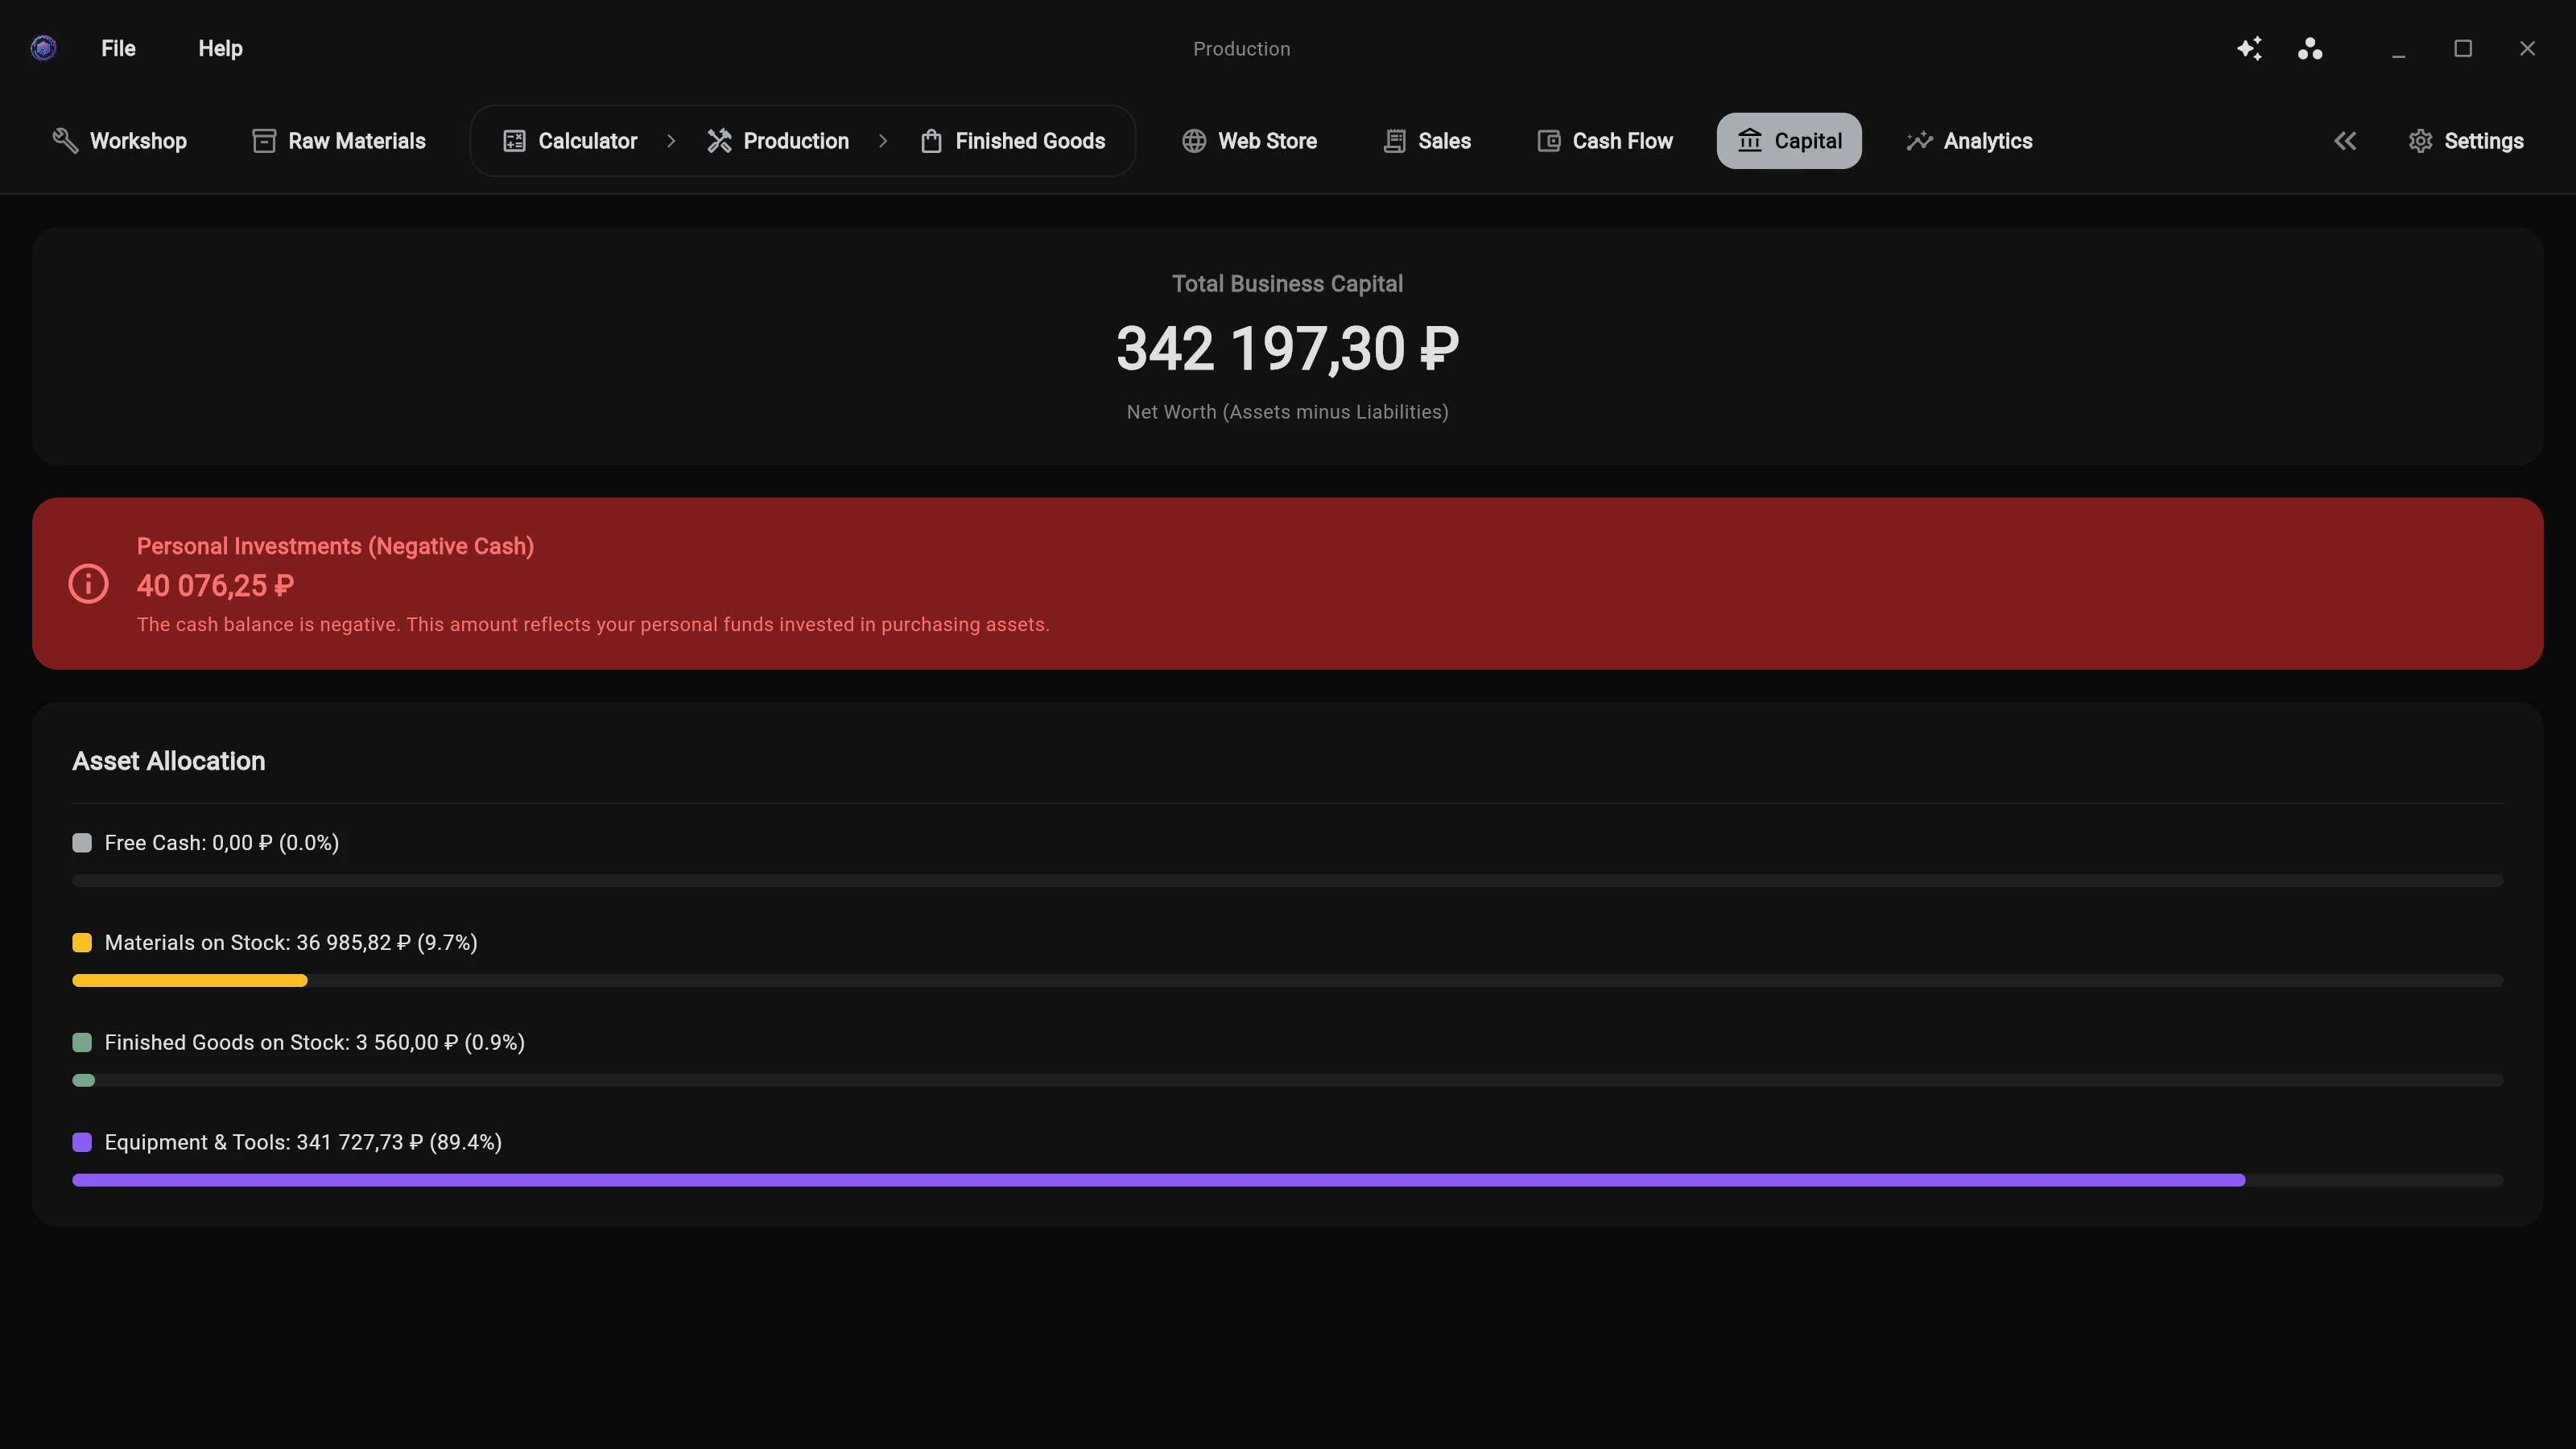 File Help Production
Workshop Raw Materials Calculator Production Finished Goods Web Store Sales Cash Flow Capital Analytics Settings
Total Business Capital
342 197,30 ₽
Net Worth (Assets minus Liabilities)
Personal Investments (Negative Cash)
40 076,25 ₽
The cash balance is negative. This amount reflects your personal funds invested in purchasing assets.
Asset Allocation
Free Cash: 0,00 ₽ (0.0%)
Materials on Stock: 36 985,82 ₽ (9.7%)
Finished Goods on Stock: 3 560,00 ₽ (0.9%)
Equipment & Tools: 341 727,73 ₽ (89.4%)